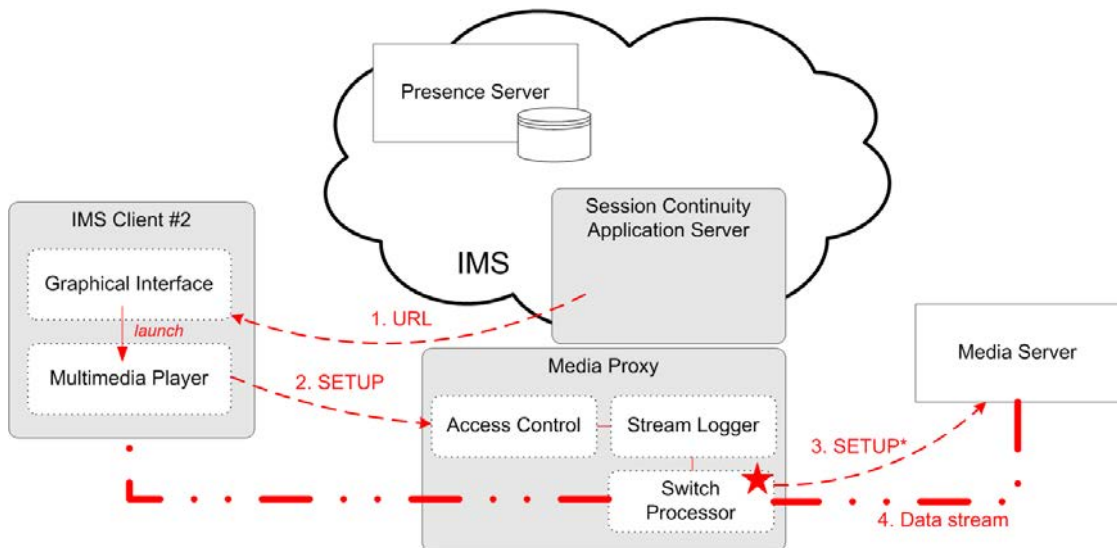 Presence Server
IMS Client #2
Session Continuity
Application Server
Graphical Interface
IMS
launch
1. URL
Multimedia Player
Media Proxy
Media Server
2. SETUP
Access Control
Stream Logger
3. SETUP*
Switch
Processor
4. Data stream